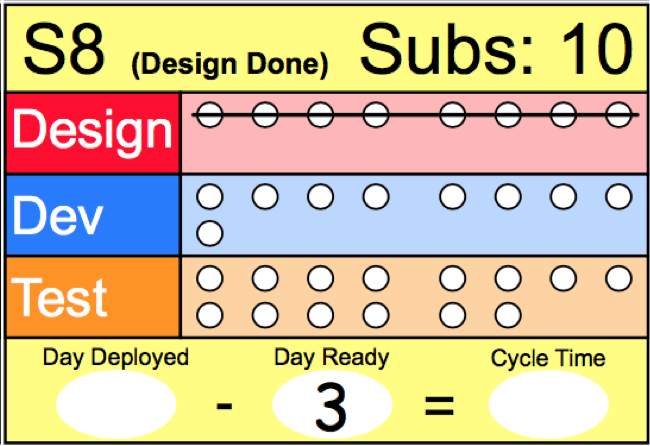 S8 (Design Done) Subs: 10
Design
Dev
Test
Day Deployed Day Ready Cycle Time
- 3 =